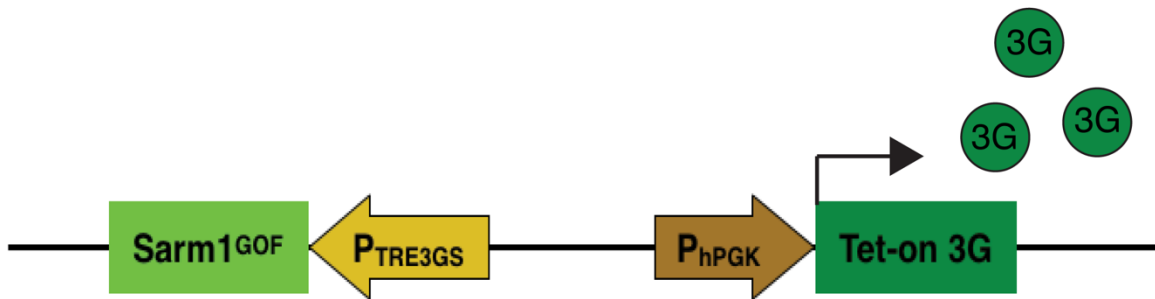 3G
3G
3G
Sarm1GOF
PTRE3GS
PhPGK
Tet-on 3G